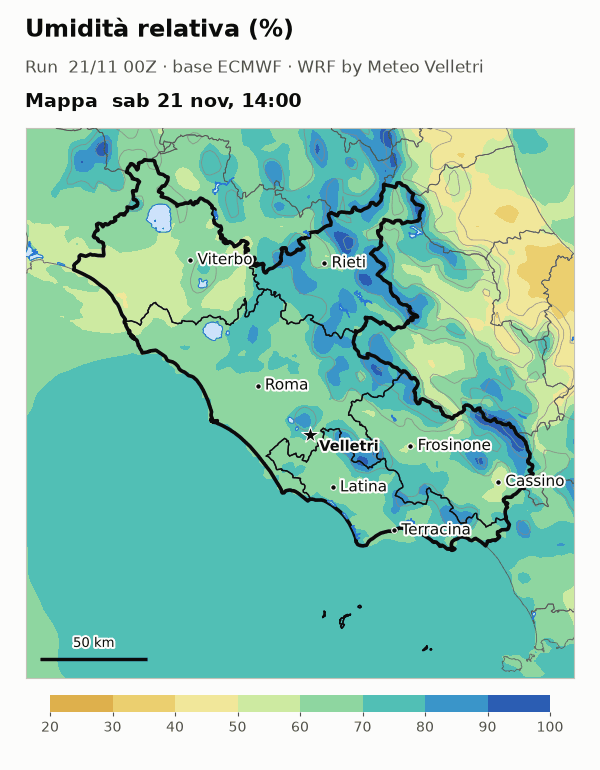 Umidità relativa (%)
Run  21/11 00Z · base ECMWF · WRF by Meteo Velletri
Mappa  sab 21 nov, 14:00
Viterbo
Rieti
Roma
Velletri
Frosinone
Latina
Cassino
Terracina
50 km
20 30 40 50 60 70 80 90 100